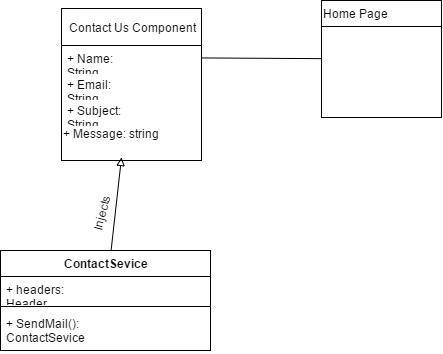 Contact Us Component
+ Name:
String
+ Email:
String
+ Subject:
String
+ Message: string
Home Page
Injects
ContactSevice
+ headers:
Header
+ SendMail():
ContactSevice